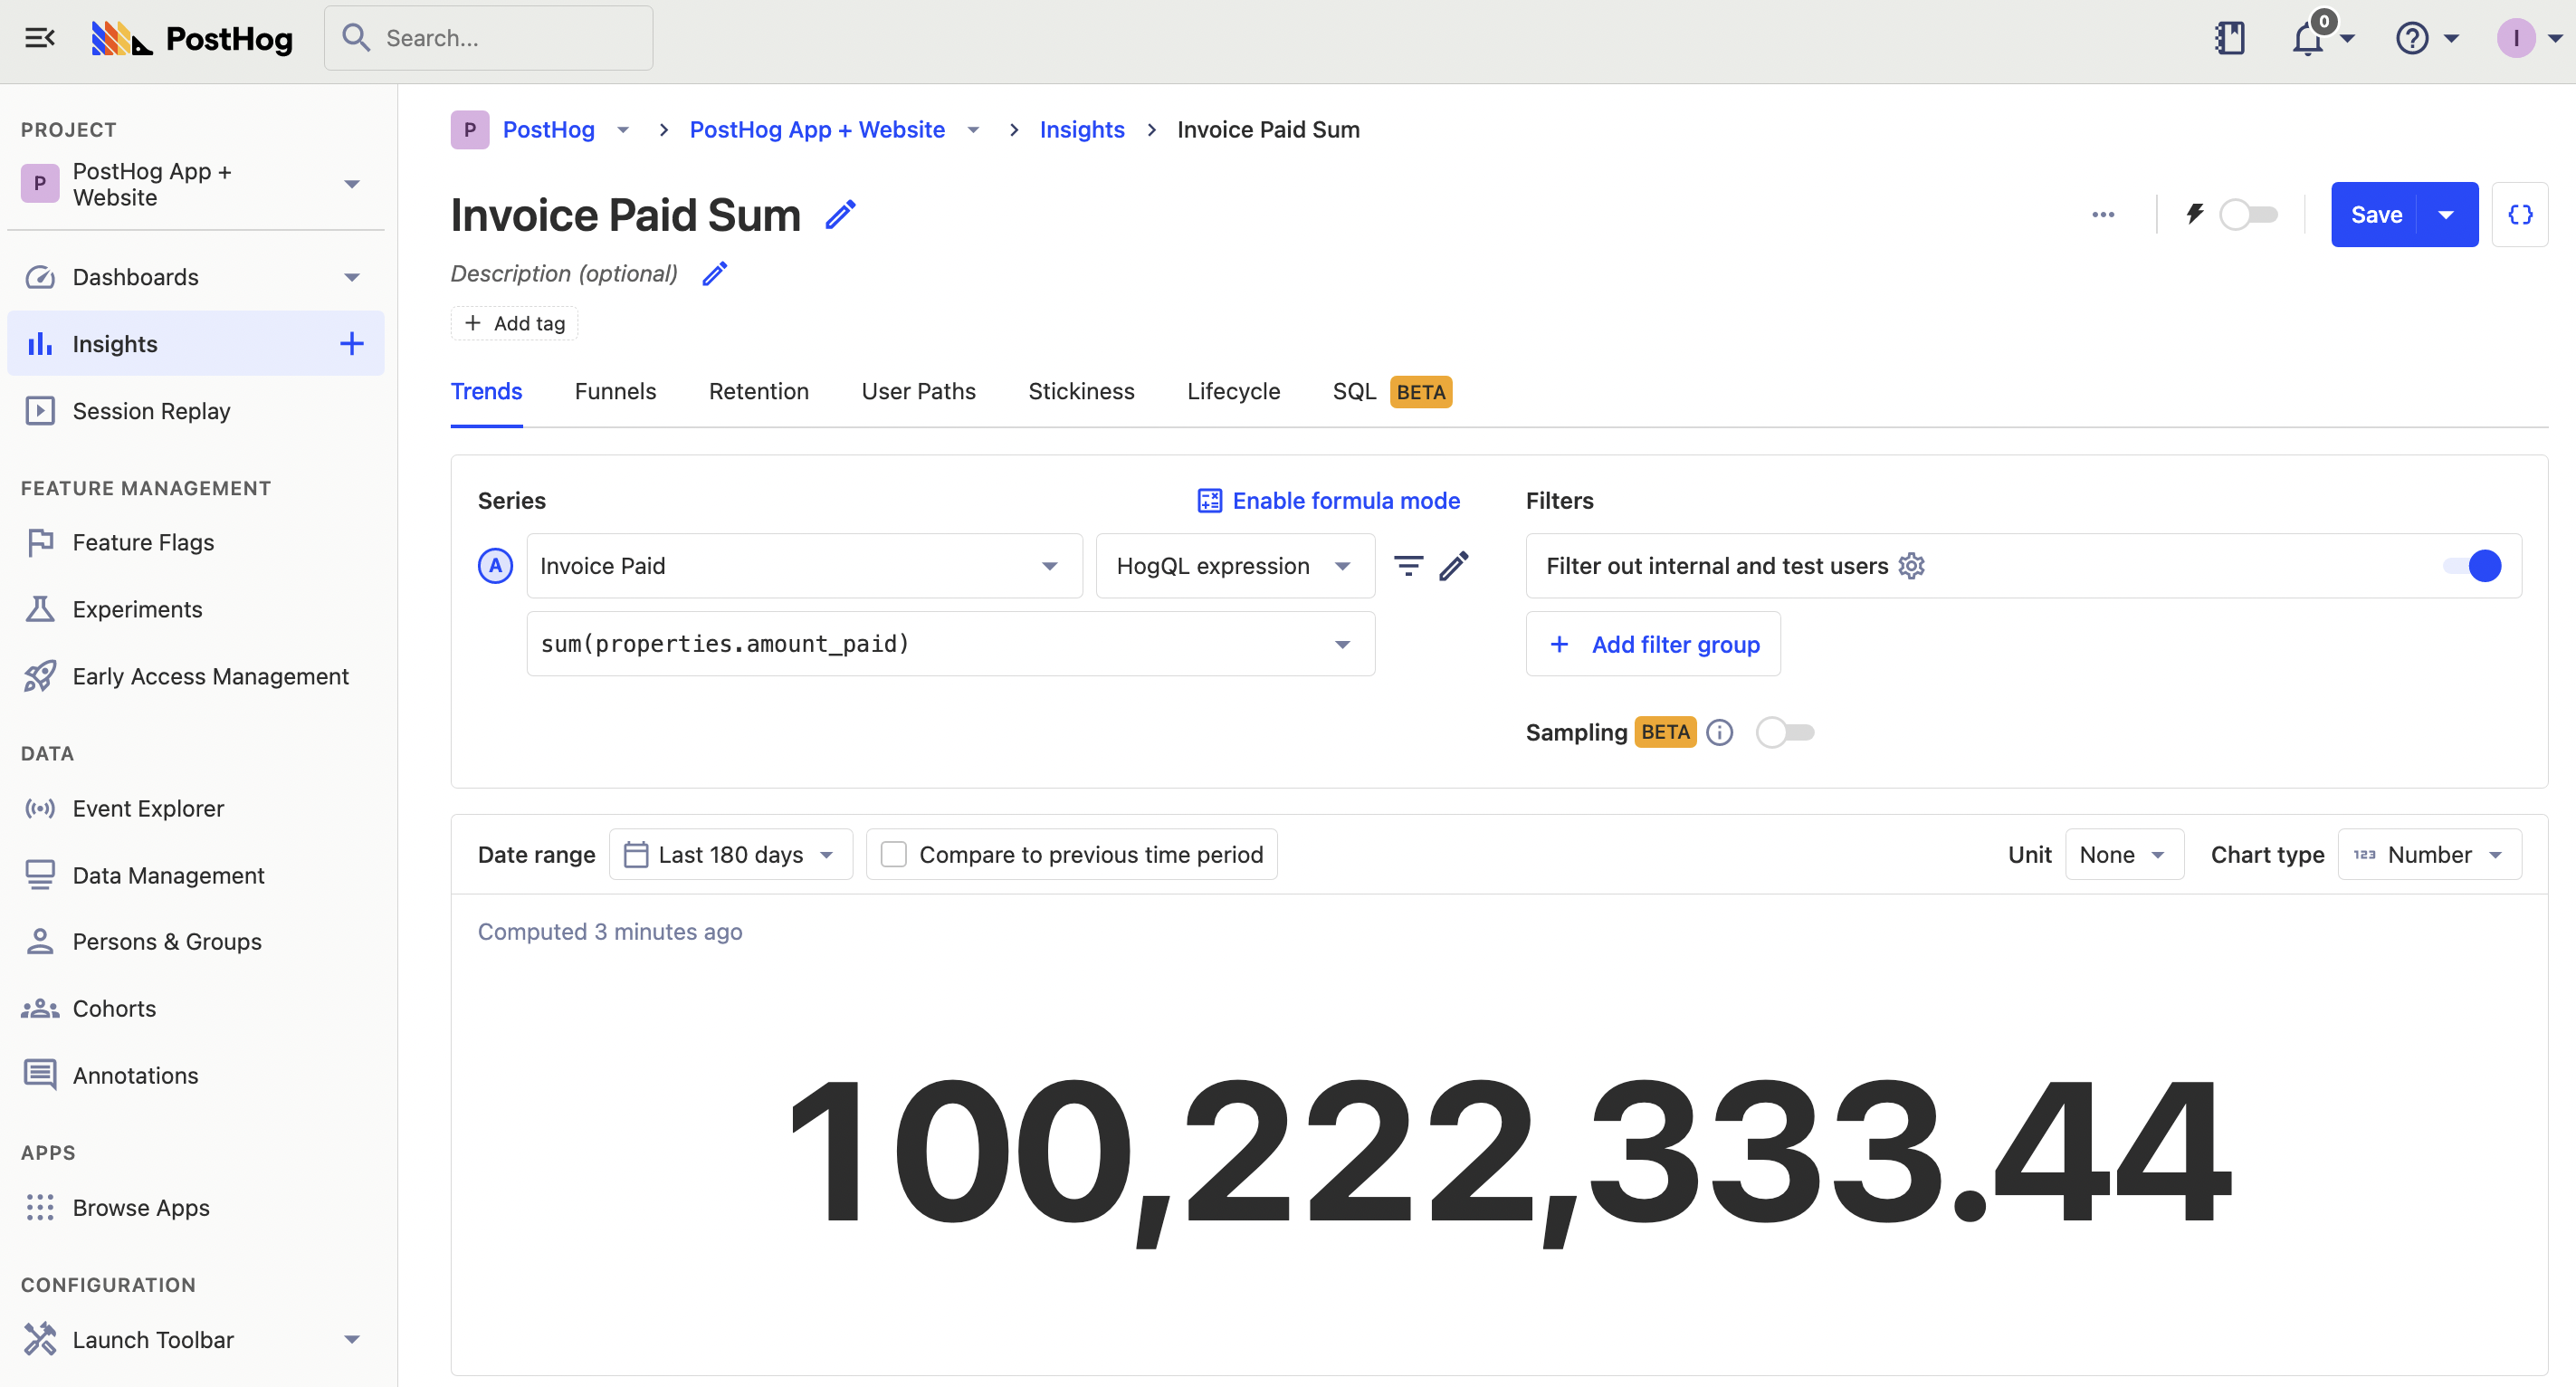 PostHog
Search...
0
I
PROJECT
P
PostHog App +
Website
Dashboards
Insights
Session Replay
FEATURE MANAGEMENT
Feature Flags
Experiments
Early Access Management
DATA
Event Explorer
Data Management
Persons & Groups
Cohorts
Annotations
APPS
Browse Apps
CONFIGURATION
Launch Toolbar
P PostHog > PostHog App + Website > Insights > Invoice Paid Sum
Invoice Paid Sum
Save
Description (optional)
+ Add tag
Trends Funnels Retention User Paths Stickiness Lifecycle SQL BETA
Series
Enable formula mode
A Invoice Paid HogQL expression
sum(properties.amount_paid)
Filters
Filter out internal and test users
+ Add filter group
Sampling BETA
Date range Last 180 days Compare to previous time period Unit None Chart type 123 Number
Computed 3 minutes ago
100,222,333.44